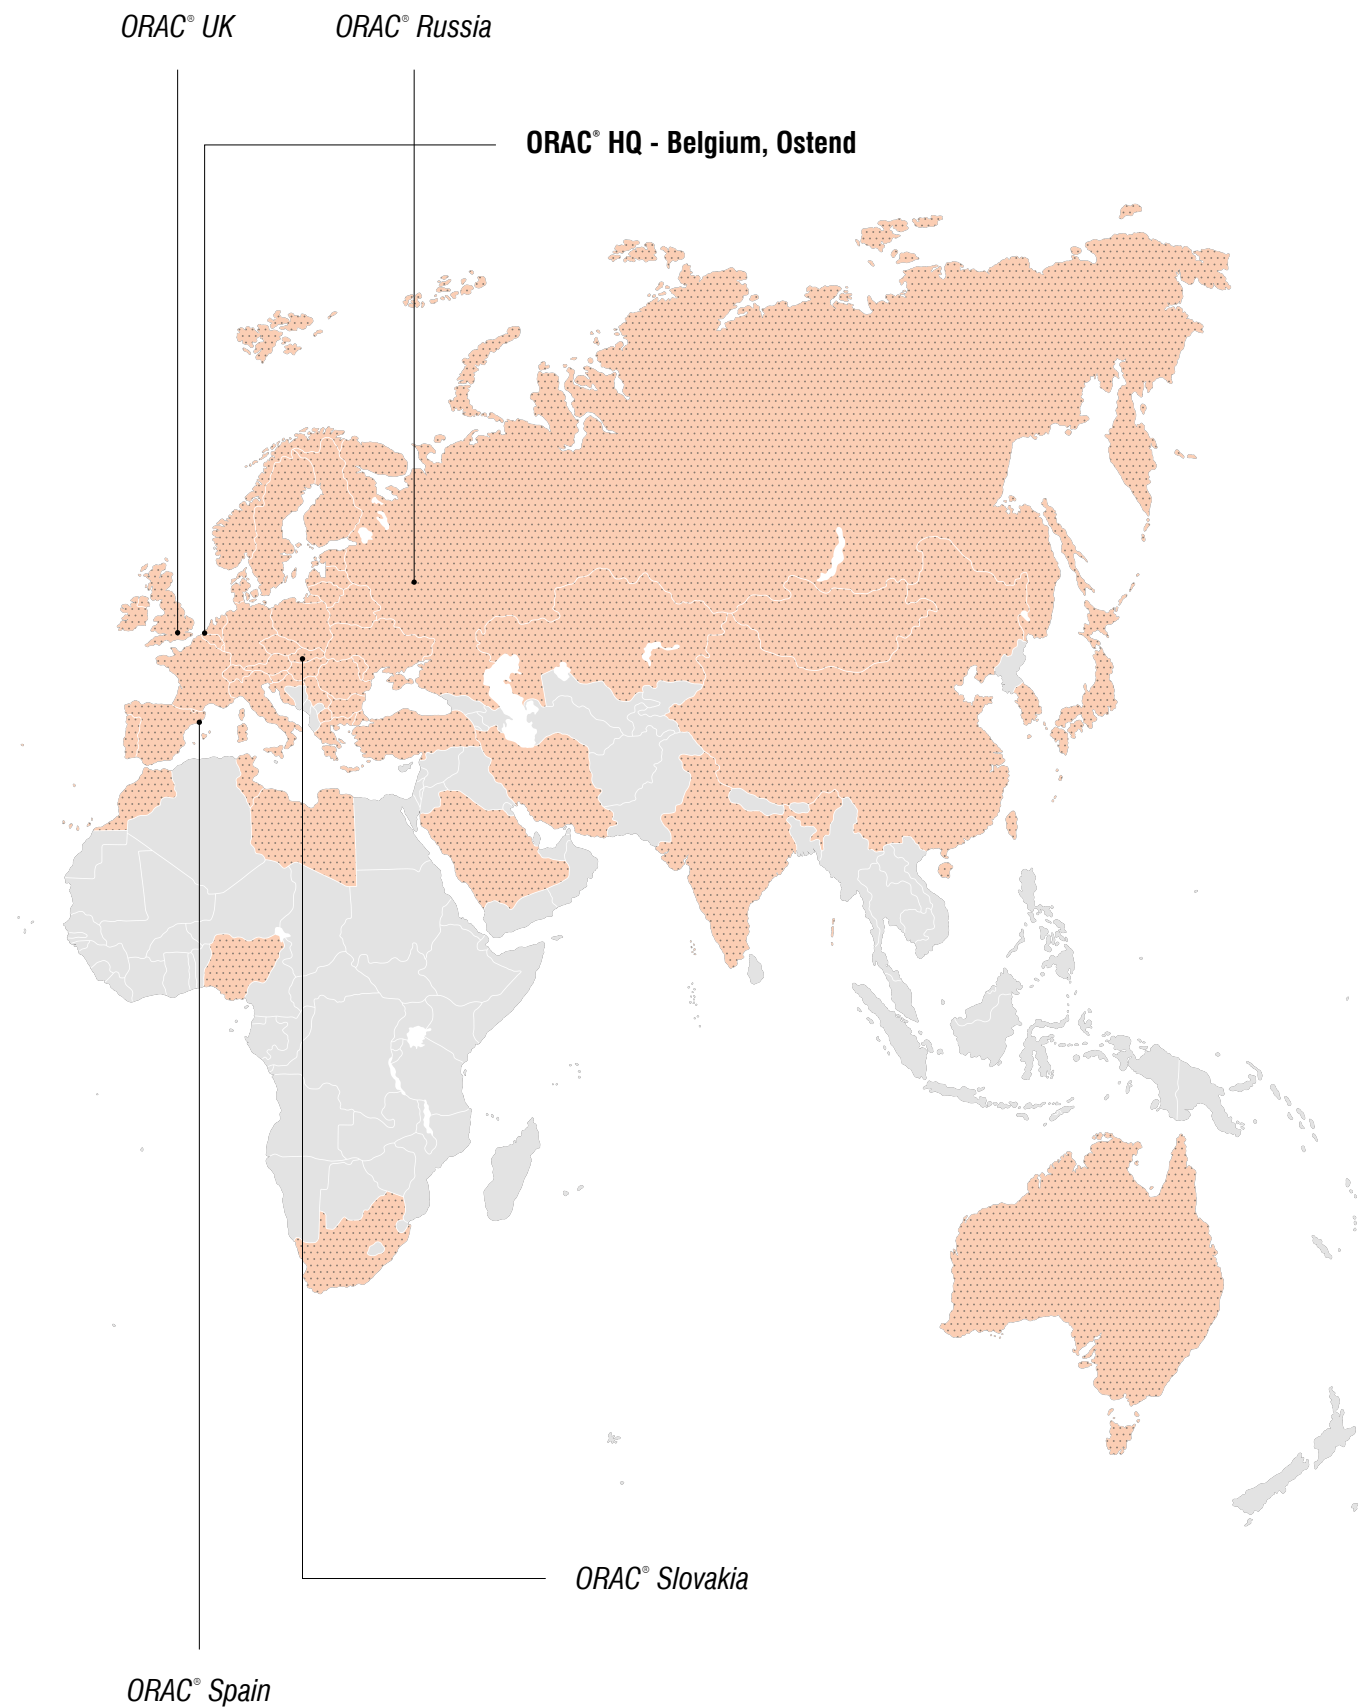 ORAC® UK
ORAC® Russia
ORAC® HQ - Belgium, Ostend
ORAC® Slovakia
ORAC® Spain